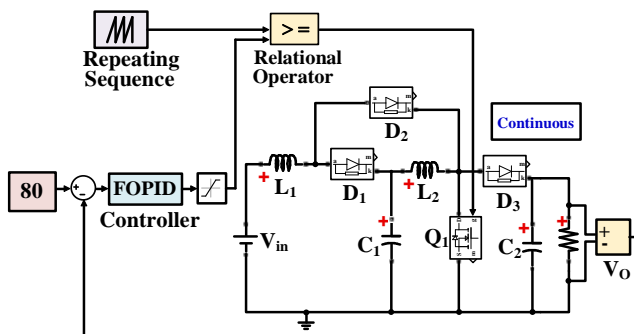 > =
Repeating
Sequence
Relational
Operator
D2
Continuous
a
m
k
80
FOPID
Controller
L1
D1
L2
D3
Vin
C1
Q1
C2
VO